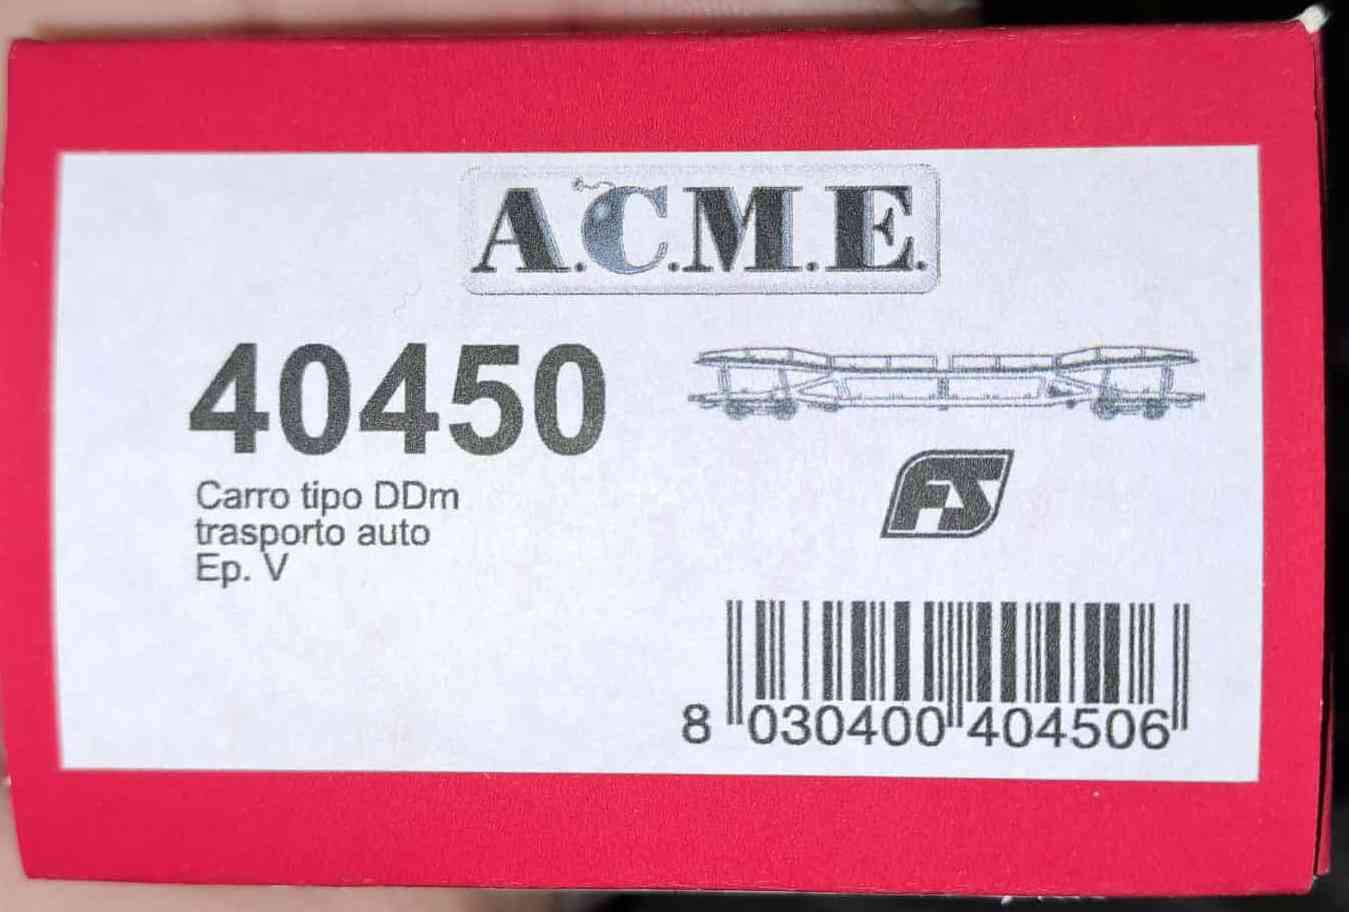 A.C.M.E.
40450
Carro tipo DDm
trasporto auto
Ep. V
FS
8 030400 404506